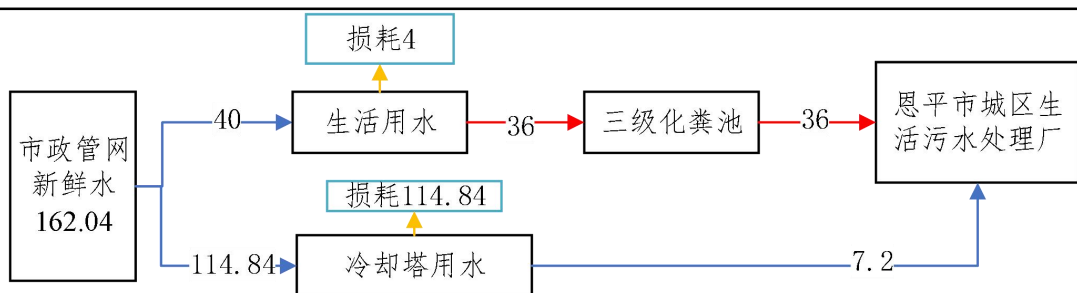 损耗4
市政管网
新鲜水
162.04
40
生活用水
36
三级化粪池
36
恩平市城区生
活污水处理厂
损耗114.84
114.84
冷却塔用水
7.2